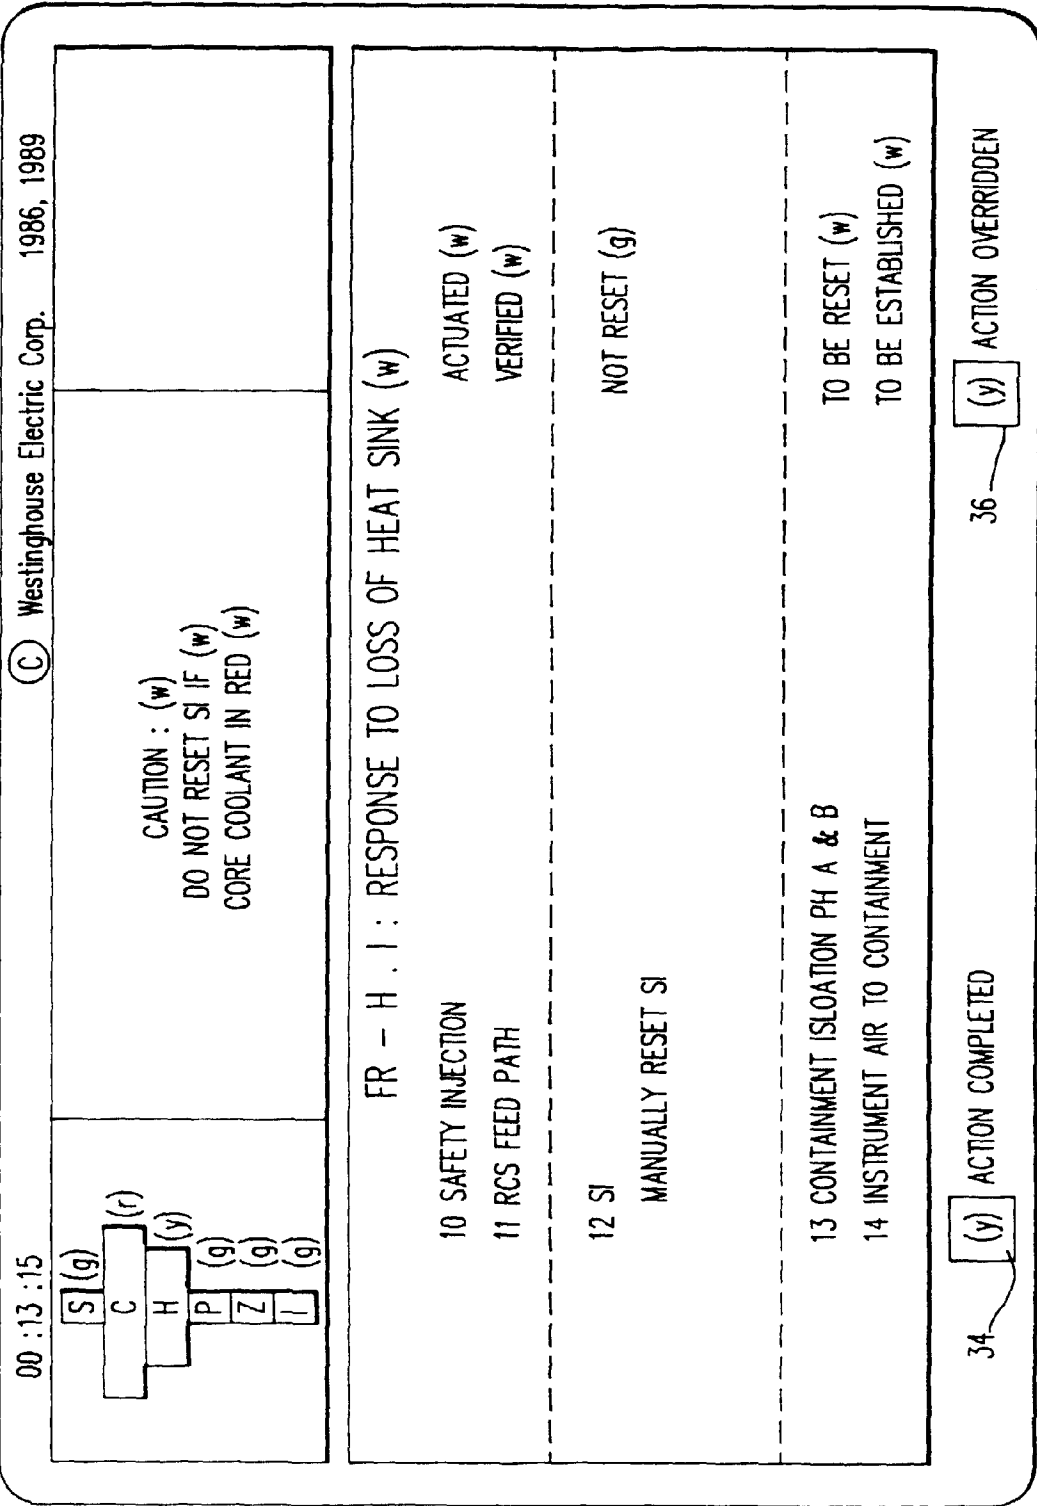 00 :13 :15
© Westinghouse Electric Corp. 1986, 1989
S (g)
C (r)
H (y)
P (g)
Z (g)
I (g)
CAUTION : (w)
DO NOT RESET SI IF (w)
CORE COOLANT IN RED (w)
FR – H . I : RESPONSE TO LOSS OF HEAT SINK (w)
10 SAFETY INJECTION ACTUATED (w)
11 RCS FEED PATH VERIFIED (w)
12 SI NOT RESET (g)
MANUALLY RESET SI
13 CONTAINMENT ISLOATION PH A & B TO BE RESET (w)
14 INSTRUMENT AIR TO CONTAINMENT TO BE ESTABLISHED (w)
34 (y) ACTION COMPLETED
36 (y) ACTION OVERRIDDEN